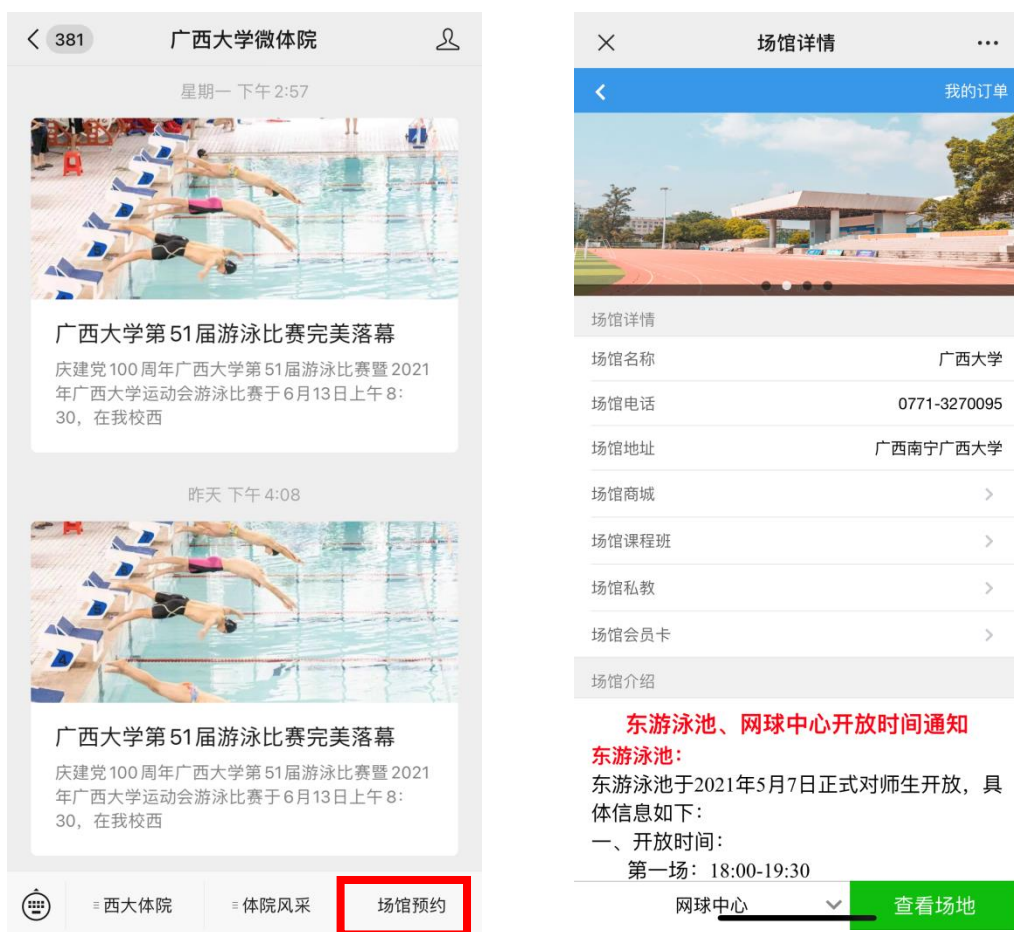 381
广西大学微体院
星期一 下午2:57
广西大学第51届游泳比赛完美落幕
庆建党100周年广西大学第51届游泳比赛暨2021
年广西大学运动会游泳比赛于6月13日上午8:
30，在我校西
昨天 下午4:08
广西大学第51届游泳比赛完美落幕
庆建党100周年广西大学第51届游泳比赛暨2021
年广西大学运动会游泳比赛于6月13日上午8:
30，在我校西
西大体院
体院风采
场馆预约
场馆详情
我的订单
场馆详情
场馆名称 广西大学
场馆电话 0771-3270095
场馆地址 广西南宁广西大学
场馆商城
场馆课程班
场馆私教
场馆会员卡
场馆介绍
东游泳池、网球中心开放时间通知
东游泳池：
东游泳池于2021年5月7日正式对师生开放，具
体信息如下：
一、开放时间：
第一场：18:00-19:30
网球中心
查看场地